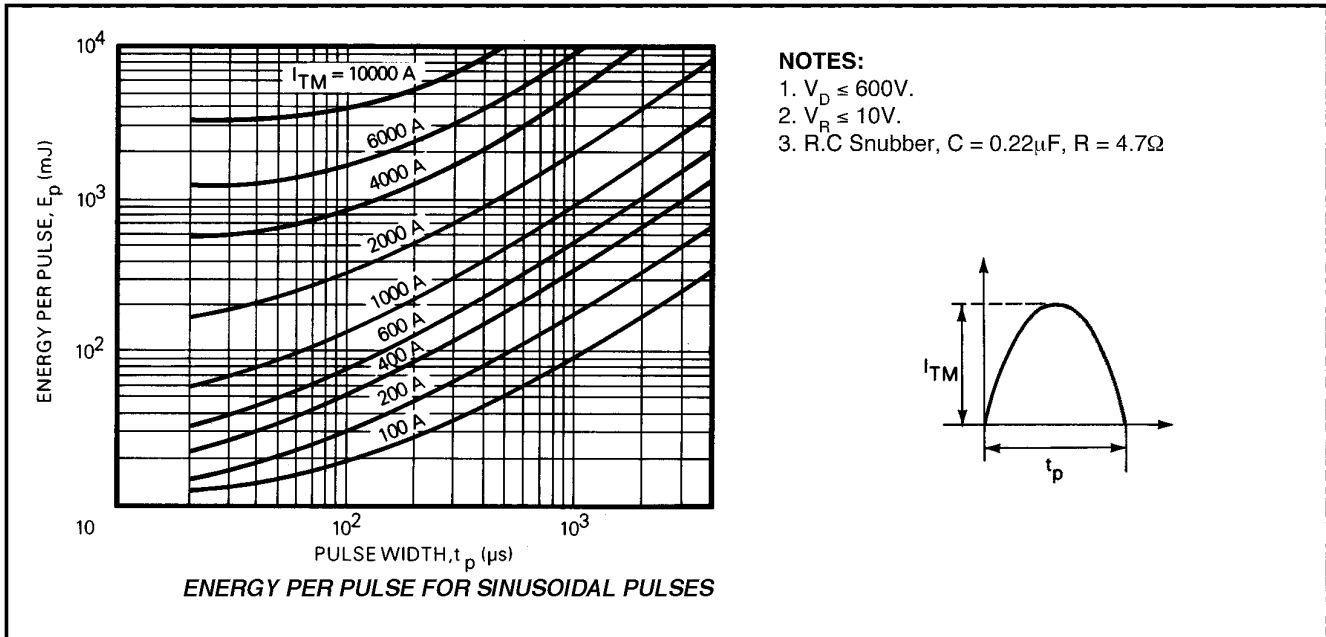 10⁴
10³
10²
10
ENERGY PER PULSE, E_p (mJ)
I_TM = 10000 A
6000 A
4000 A
2000 A
1000 A
600 A
400 A
200 A
100 A
10²
10³
PULSE WIDTH, t_p (µs)
ENERGY PER PULSE FOR SINUSOIDAL PULSES
NOTES:
1. V_D ≤ 600V.
2. V_R ≤ 10V.
3. R.C Snubber, C = 0.22µF, R = 4.7Ω
I_TM
t_p